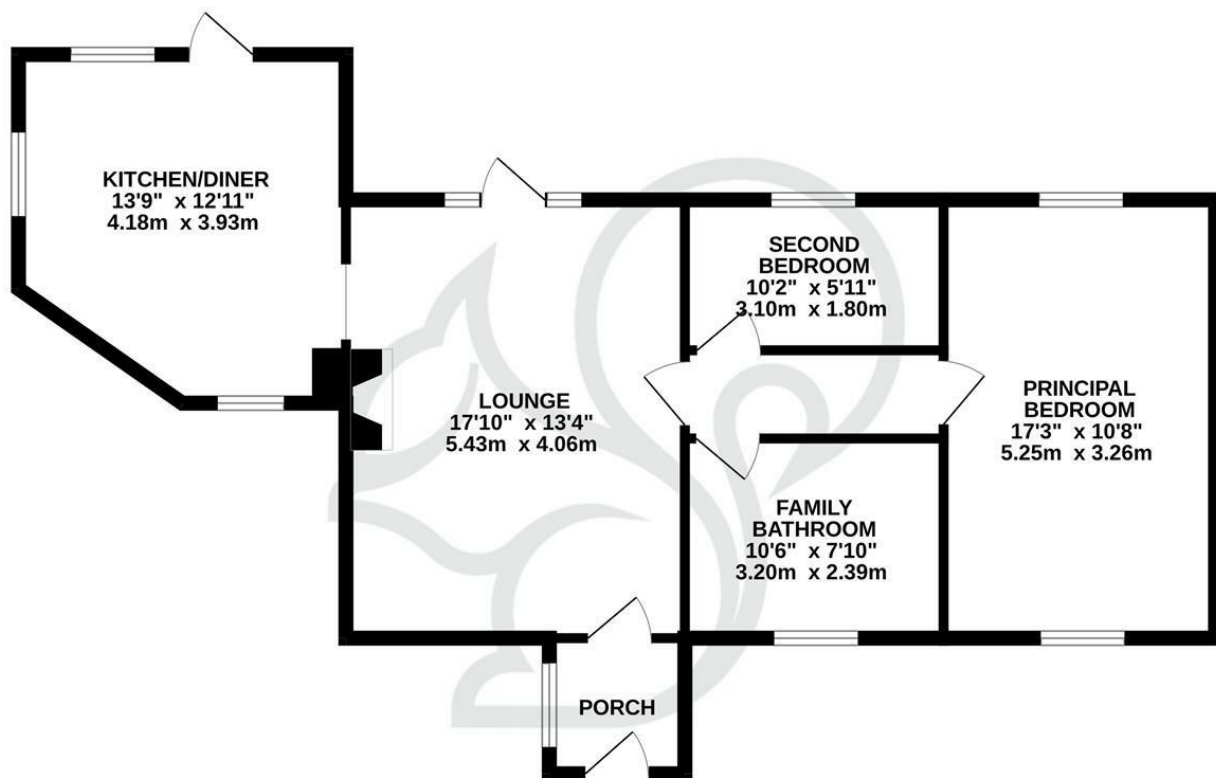 KITCHEN/DINER
13'9" x 12'11"
4.18m x 3.93m
SECOND
BEDROOM
10'2" x 5'11"
3.10m x 1.80m
LOUNGE
17'10" x 13'4"
5.43m x 4.06m
PRINCIPAL
BEDROOM
17'3" x 10'8"
5.25m x 3.26m
FAMILY
BATHROOM
10'6" x 7'10"
3.20m x 2.39m
PORCH